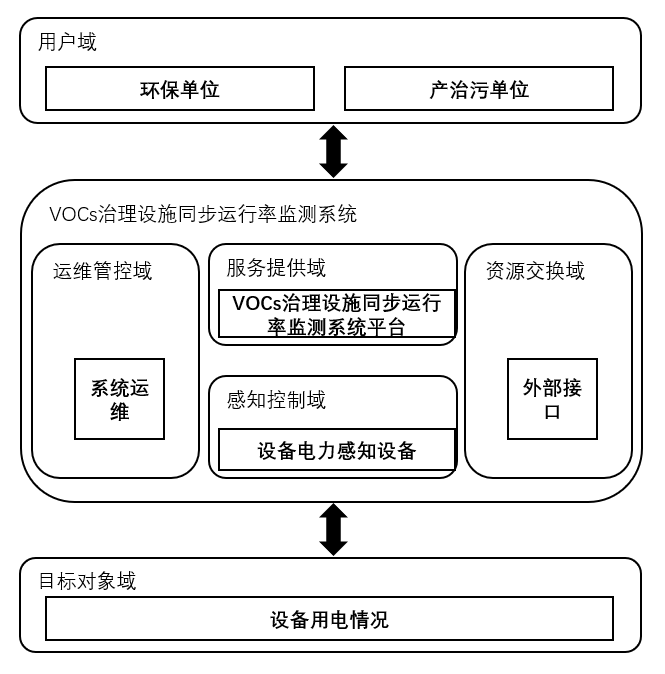 用户域
环保单位
产治污单位
VOCs治理设施同步运行率监测系统
运维管控域
系统运
维
服务提供域
VOCs治理设施同步运行
率监测系统平台
感知控制域
设备电力感知设备
资源交换域
外部接
口
目标对象域
设备用电情况